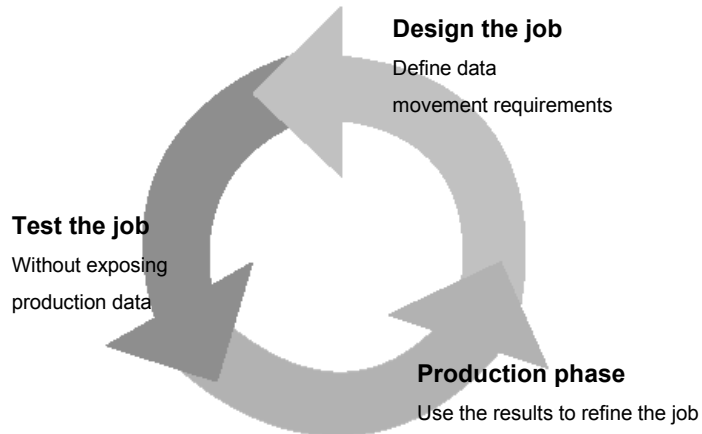 Design the job
Define data
movement requirements
Test the job
Without exposing
production data
Production phase
Use the results to refine the job